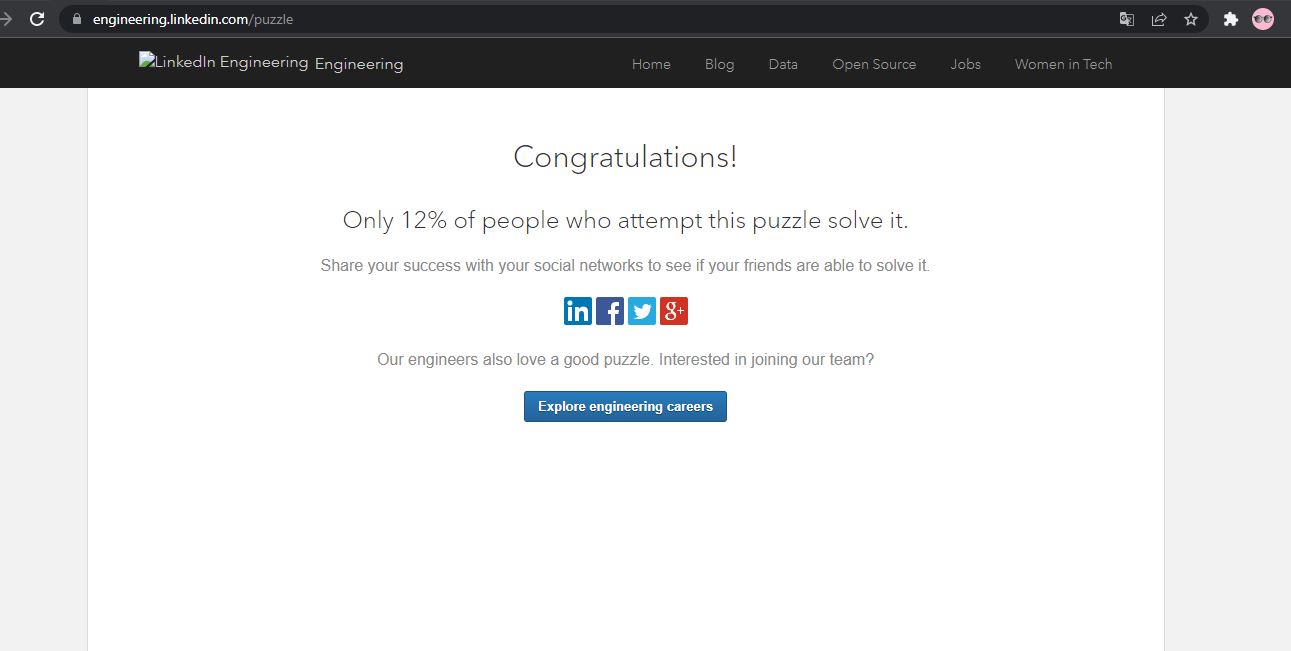 engineering.linkedin.com/puzzle
LinkedIn Engineering Engineering Home Blog Data Open Source Jobs Women in Tech
Congratulations!
Only 12% of people who attempt this puzzle solve it.
Share your success with your social networks to see if your friends are able to solve it.
in f g+
Our engineers also love a good puzzle. Interested in joining our team?
Explore engineering careers